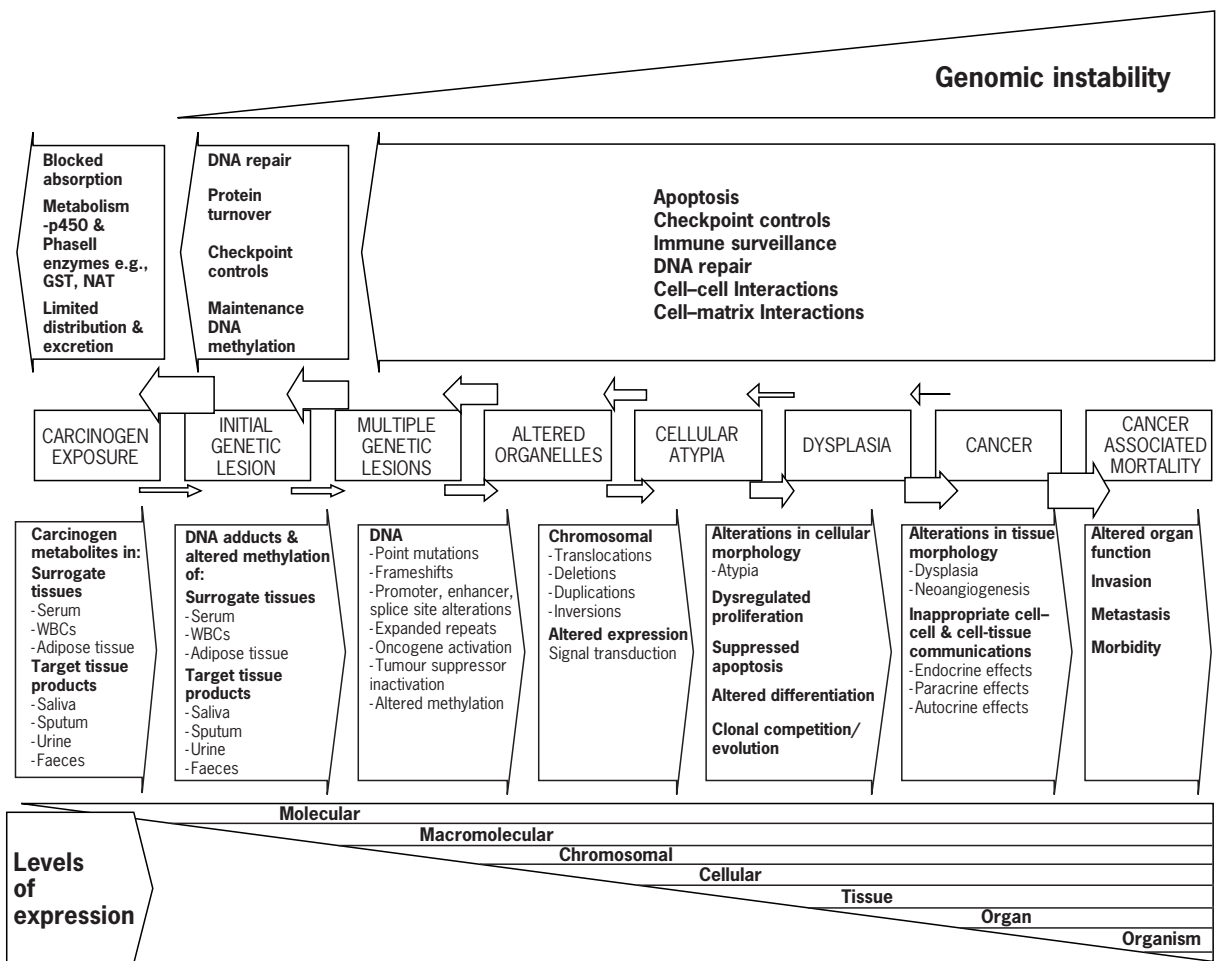 Genomic instability
Blocked
absorption
Metabolism
-p450 &
PhaseII
enzymes e.g.,
GST, NAT
Limited
distribution &
excretion
DNA repair
Protein
turnover
Checkpoint
controls
Maintenance
DNA
methylation
Apoptosis
Checkpoint controls
Immune surveillance
DNA repair
Cell–cell Interactions
Cell–matrix Interactions
CARCINOGEN
EXPOSURE
INITIAL
GENETIC
LESION
MULTIPLE
GENETIC
LESIONS
ALTERED
ORGANELLES
CELLULAR
ATYPIA
DYSPLASIA
CANCER
CANCER
ASSOCIATED
MORTALITY
Carcinogen
metabolites in:
Surrogate
tissues
-Serum
-WBCs
-Adipose tissue
Target tissue
products
-Saliva
-Sputum
-Urine
-Faeces
DNA adducts &
altered methylation
of:
Surrogate tissues
-Serum
-WBCs
-Adipose tissue
Target tissue
products
-Saliva
-Sputum
-Urine
-Faeces
DNA
-Point mutations
-Frameshifts
-Promoter, enhancer,
splice site alterations
-Expanded repeats
-Oncogene activation
-Tumour suppressor
inactivation
-Altered methylation
Chromosomal
-Translocations
-Deletions
-Duplications
-Inversions
Altered expression
Signal transduction
Alterations in cellular
morphology
-Atypia
Dysregulated
proliferation
Suppressed
apoptosis
Altered differentiation
Clonal competition/
evolution
Alterations in tissue
morphology
-Dysplasia
-Neoangiogenesis
Inappropriate cell–
cell & cell-tissue
communications
-Endocrine effects
-Paracrine effects
-Autocrine effects
Altered organ
function
Invasion
Metastasis
Morbidity
Levels
of
expression
Molecular
Macromolecular
Chromosomal
Cellular
Tissue
Organ
Organism